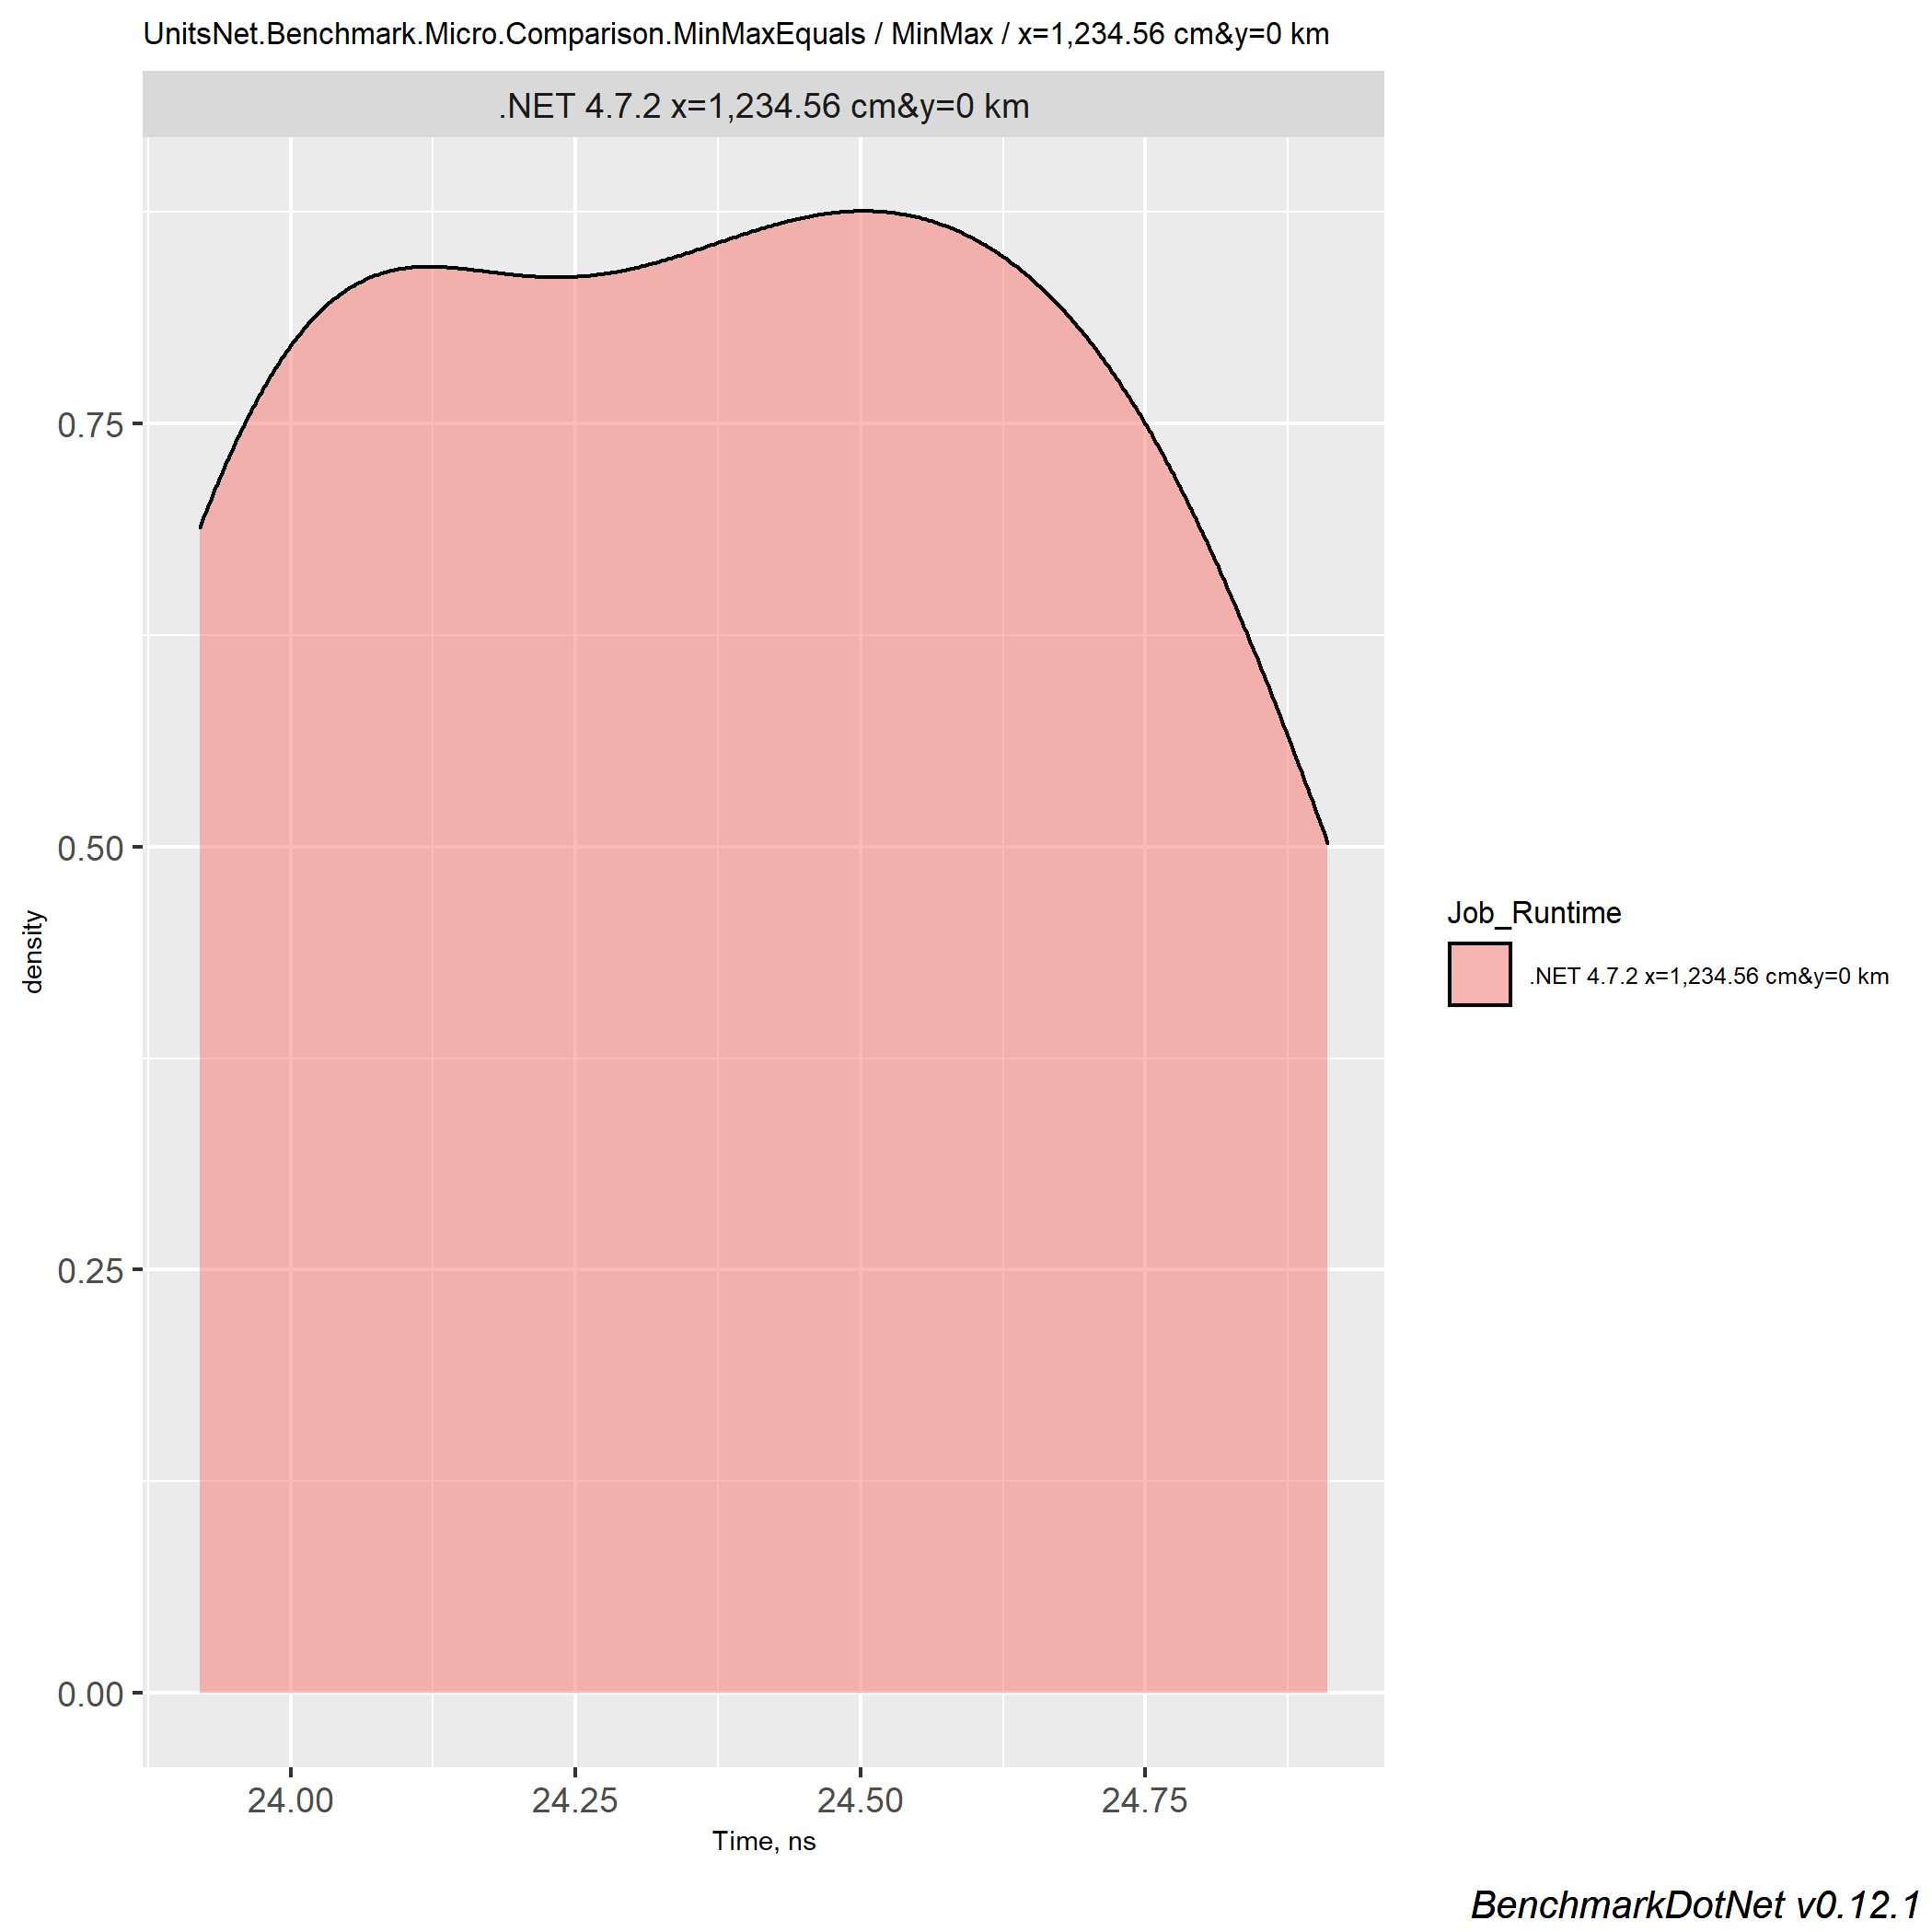 UnitsNet.Benchmark.Micro.Comparison.MinMaxEquals / MinMax / x=1,234.56 cm&y=0 km
.NET 4.7.2 x=1,234.56 cm&y=0 km
0.75
0.50
0.25
0.00
density
24.00 24.25 24.50 24.75
Time, ns
Job_Runtime
.NET 4.7.2 x=1,234.56 cm&y=0 km
BenchmarkDotNet v0.12.1